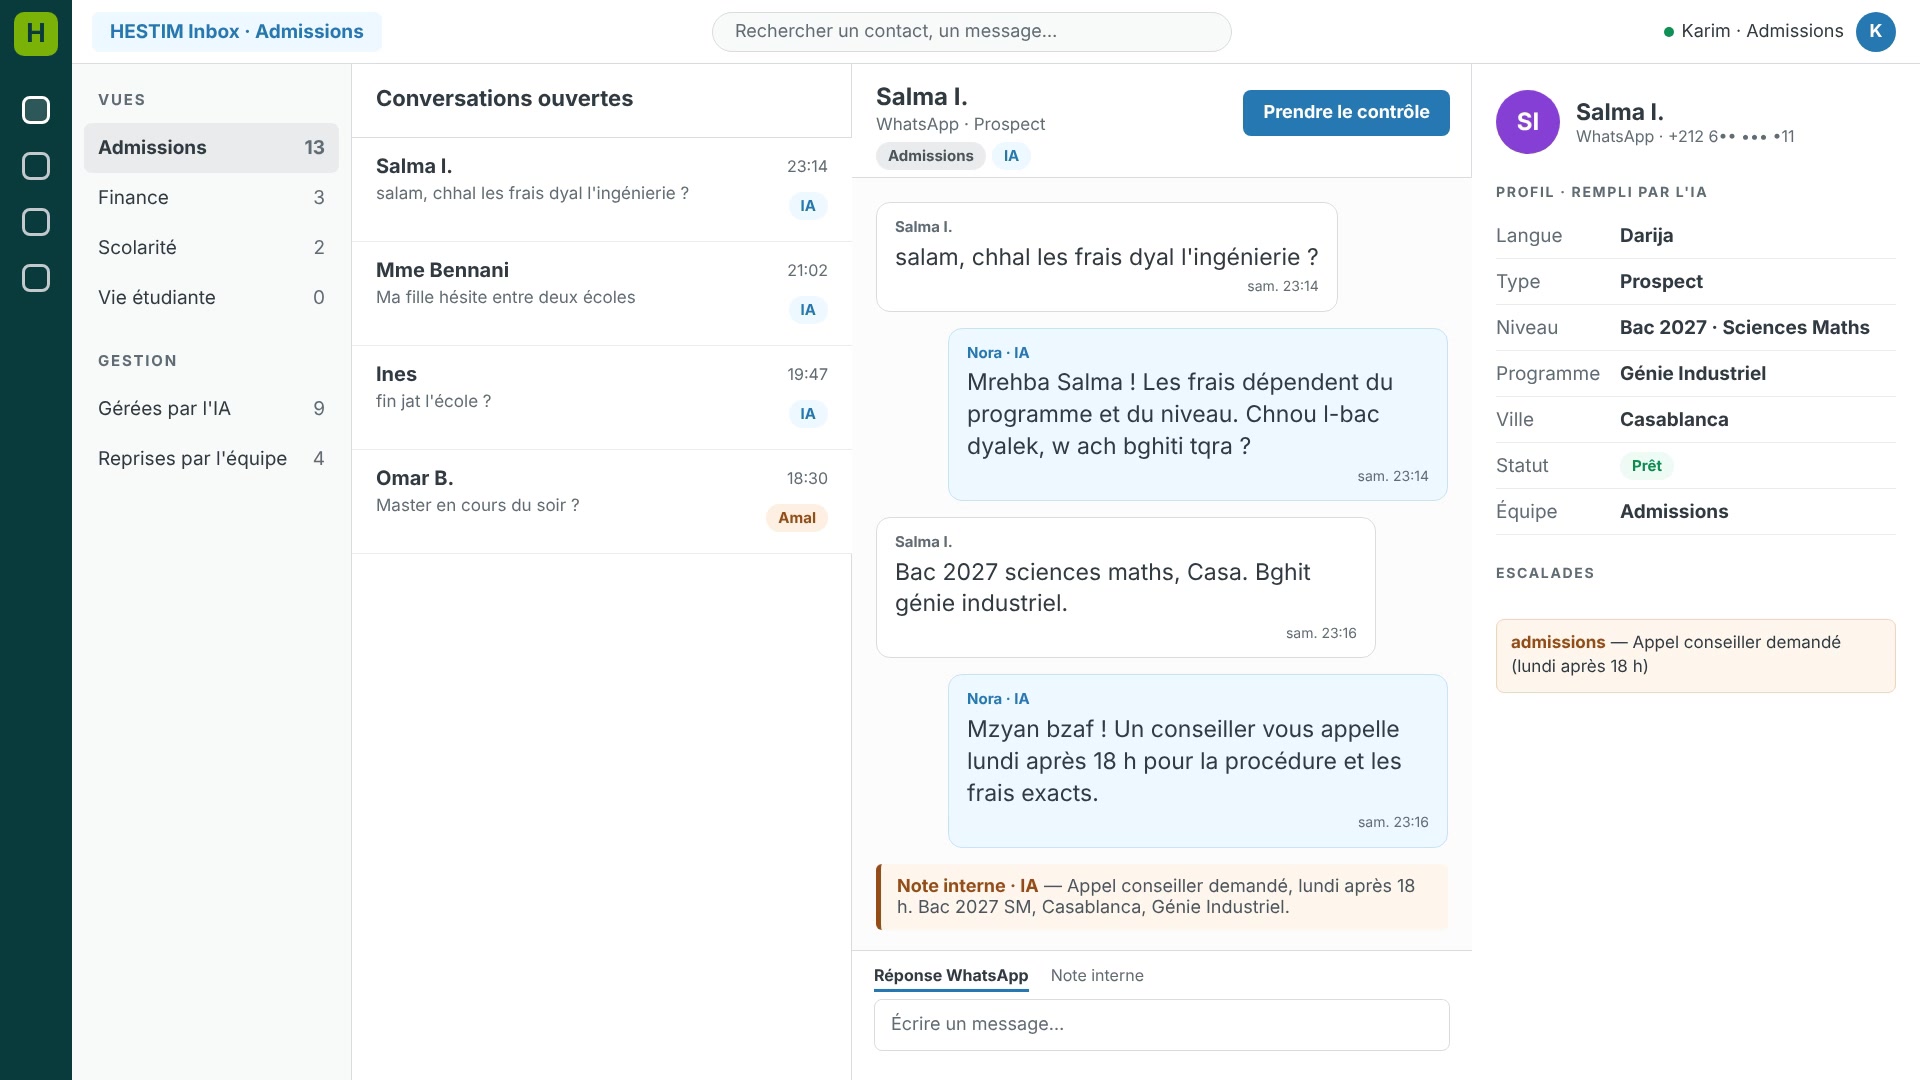 H
HESTIM Inbox · Admissions
Rechercher un contact, un message...
Karim · Admissions
K
VUES
Admissions 13
Finance 3
Scolarité 2
Vie étudiante 0
GESTION
Gérées par l'IA 9
Reprises par l'équipe 4
Conversations ouvertes
Salma I. 23:14
salam, chhal les frais dyal l'ingénierie ?
IA
Mme Bennani 21:02
Ma fille hésite entre deux écoles
IA
Ines 19:47
fin jat l'école ?
IA
Omar B. 18:30
Master en cours du soir ?
Amal
Salma I.
WhatsApp · Prospect
Admissions IA
Prendre le contrôle
Salma I.
salam, chhal les frais dyal l'ingénierie ?
sam. 23:14
Nora · IA
Mrehba Salma ! Les frais dépendent du
programme et du niveau. Chnou l-bac
dyalek, w ach bghiti tqra ?
sam. 23:14
Salma I.
Bac 2027 sciences maths, Casa. Bghit
génie industriel.
sam. 23:16
Nora · IA
Mzyan bzaf ! Un conseiller vous appelle
lundi après 18 h pour la procédure et les
frais exacts.
sam. 23:16
Note interne · IA — Appel conseiller demandé, lundi après 18
h. Bac 2027 SM, Casablanca, Génie Industriel.
Réponse WhatsApp Note interne
Écrire un message...
SI
Salma I.
WhatsApp · +212 6•• ••• •11
PROFIL · REMPLI PAR L'IA
Langue Darija
Type Prospect
Niveau Bac 2027 · Sciences Maths
Programme Génie Industriel
Ville Casablanca
Statut Prêt
Équipe Admissions
ESCALADES
admissions — Appel conseiller demandé
(lundi après 18 h)